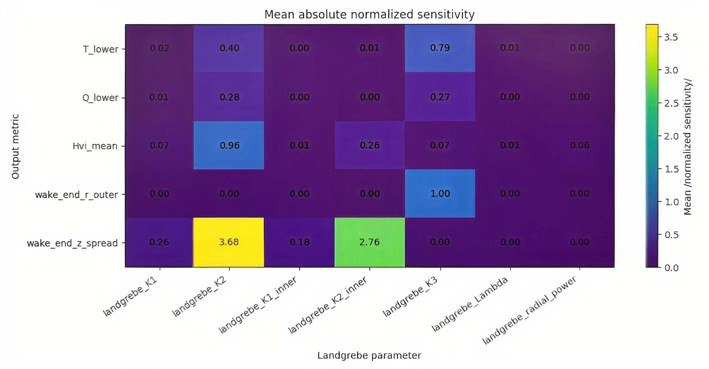 Mean absolute normalized sensitivity
T_lower 0.02 0.40 0.00 0.01 0.79 0.01 0.00
Q_lower 0.01 0.28 0.00 0.00 0.27 0.00 0.00
Hvi_mean 0.07 0.96 0.01 0.26 0.07 0.01 0.06
wake_end_r_outer 0.00 0.00 0.00 0.00 1.00 0.00 0.00
wake_end_z_spread 0.26 3.68 0.18 2.76 0.00 0.00 0.00
Output metric
landgrebe_K1
landgrebe_K2
landgrebe_K1_inner
landgrebe_K2_inner
landgrebe_K3
landgrebe_Lambda
landgrebe_radial_power
Landgrebe parameter
3.5
3.0
2.5
2.0
1.5
1.0
0.5
0.0
Mean /normalized sensitivity/